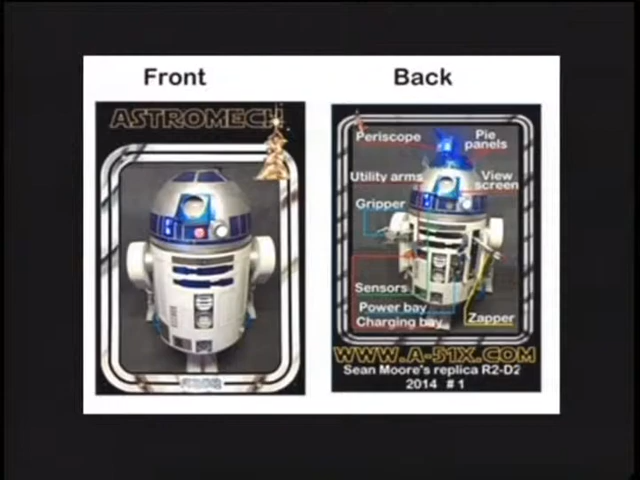 Front
Back
ASTROMECH
Periscope
Pie
panels
Utility arms
View
screen
Gripper
Sensors
Power bay
Charging bay
Zapper
WWW.A-51X.COM
Sean Moore's replica R2-D2
2014 #1